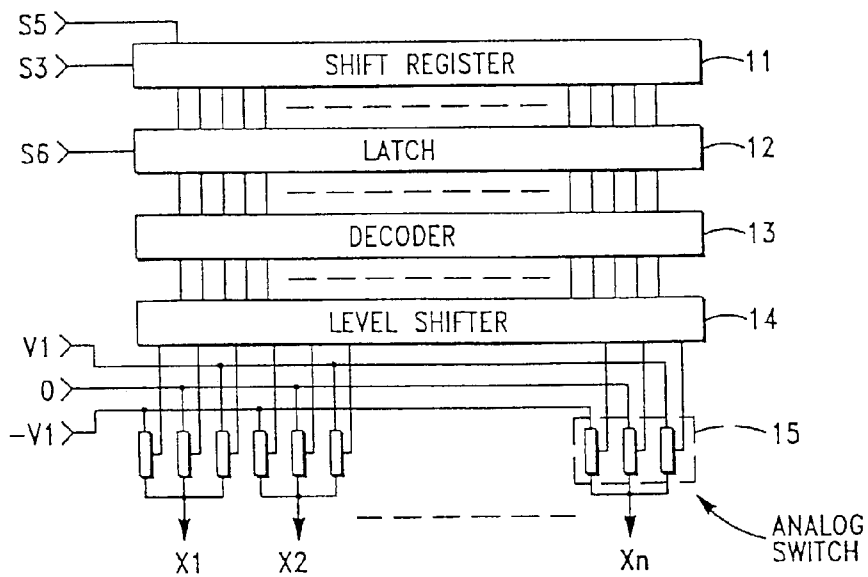 S5
S3
SHIFT REGISTER
11
S6
LATCH
12
DECODER
13
LEVEL SHIFTER
14
V1
0
-V1
15
ANALOG
SWITCH
X1
X2
Xn